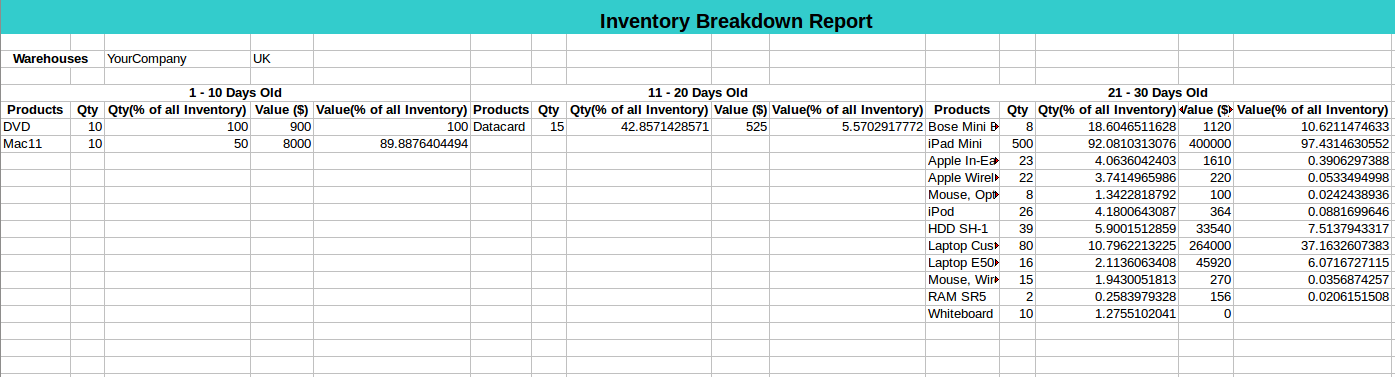 Inventory Breakdown Report
Warehouses YourCompany UK
1 - 10 Days Old 11 - 20 Days Old 21 - 30 Days Old
Products Qty Qty(% of all Inventory) Value ($) Value(% of all Inventory) Products Qty Qty(% of all Inventory) Value ($) Value(% of all Inventory) Products Qty Qty(% of all Inventory) Value ($) Value(% of all Inventory)
DVD 10 100 900 100 Datacard 15 42.8571428571 525 5.5702917772 Bose Mini 8 18.6046511628 1120 10.6211474633
Mac11 10 50 8000 89.8876404494 iPad Mini 500 92.0810313076 400000 97.4314630552
Apple In-Ea 23 4.0636042403 1610 0.3906297388
Apple Wirel 22 3.7414965986 220 0.0533494998
Mouse, Opt 8 1.3422818792 100 0.0242438936
iPod 26 4.1800643087 364 0.0881699646
HDD SH-1 39 5.9001512859 33540 7.5137943317
Laptop Cus 80 10.7962213225 264000 37.1632607383
Laptop E50 16 2.1136063408 45920 6.0716727115
Mouse, Wir 15 1.9430051813 270 0.0356874257
RAM SR5 2 0.2583979328 156 0.0206151508
Whiteboard 10 1.2755102041 0